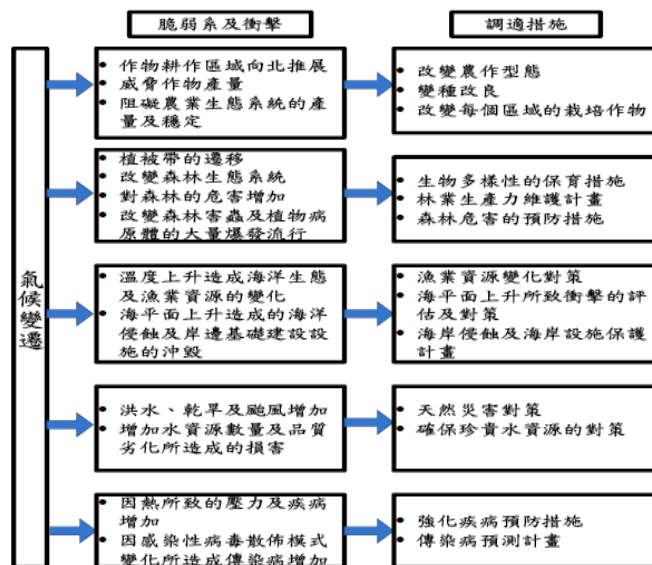 脆弱系及衝擊
調適措施
氣候變遷
• 作物耕作區域向北推展
• 威脅作物產量
• 阻礙農業生態系統的產
量及穩定
• 改變農作型態
• 變種改良
• 改變每個區域的栽培作物
• 植被帶的遷移
• 改變森林生態系統
• 對森林的危害增加
• 改變森林害蟲及植物病
原體的大量爆發流行
• 生物多樣性的保育措施
• 林業生產力維護計畫
• 森林危害的預防措施
• 溫度上升造成海洋生態
及漁業資源的變化
• 海平面上升造成的海洋
侵蝕及岸邊基礎建設設
施的沖毀
• 漁業資源變化對策
• 海平面上升所致衝擊的評
估及對策
• 海岸侵蝕及海岸設施保護
計畫
• 洪水、乾旱及颱風增加
• 增加水資源數量及品質
劣化所造成的損害
• 天然災害對策
• 確保珍貴水資源的對策
• 因熱所致的壓力及疾病
增加
• 因感染性病毒散佈模式
變化所造成傳染病增加
• 強化疾病預防措施
• 傳染病預測計畫